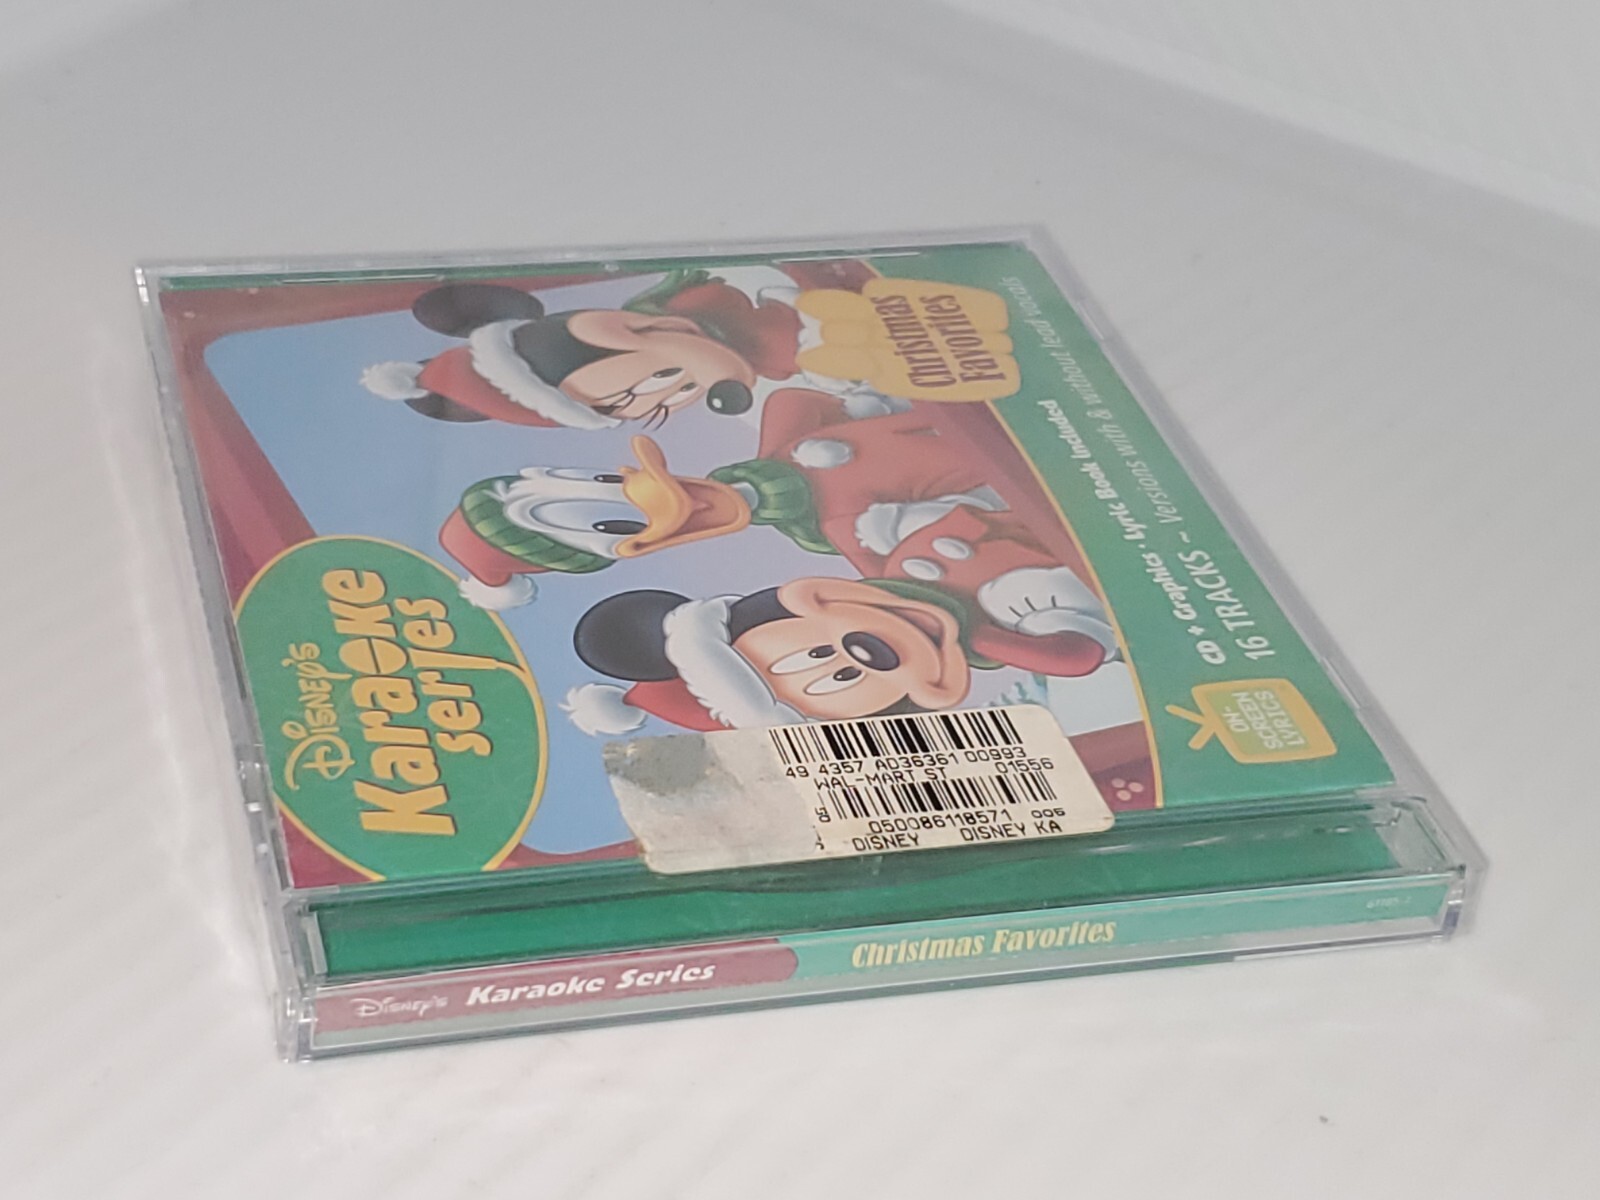 DISNEY'S
Karaoke
series
Christmas
Favorites
CD + Graphics • Lyric Book Included
16 TRACKS ~ Versions with & without lead vocals
ON-
SCREEN
LYRICS
49 4357 AD36361 00993
WAL-MART ST 01556
050086118571 006
DISNEY DISNEY KA
DISNEY'S Karaoke Series Christmas Favorites